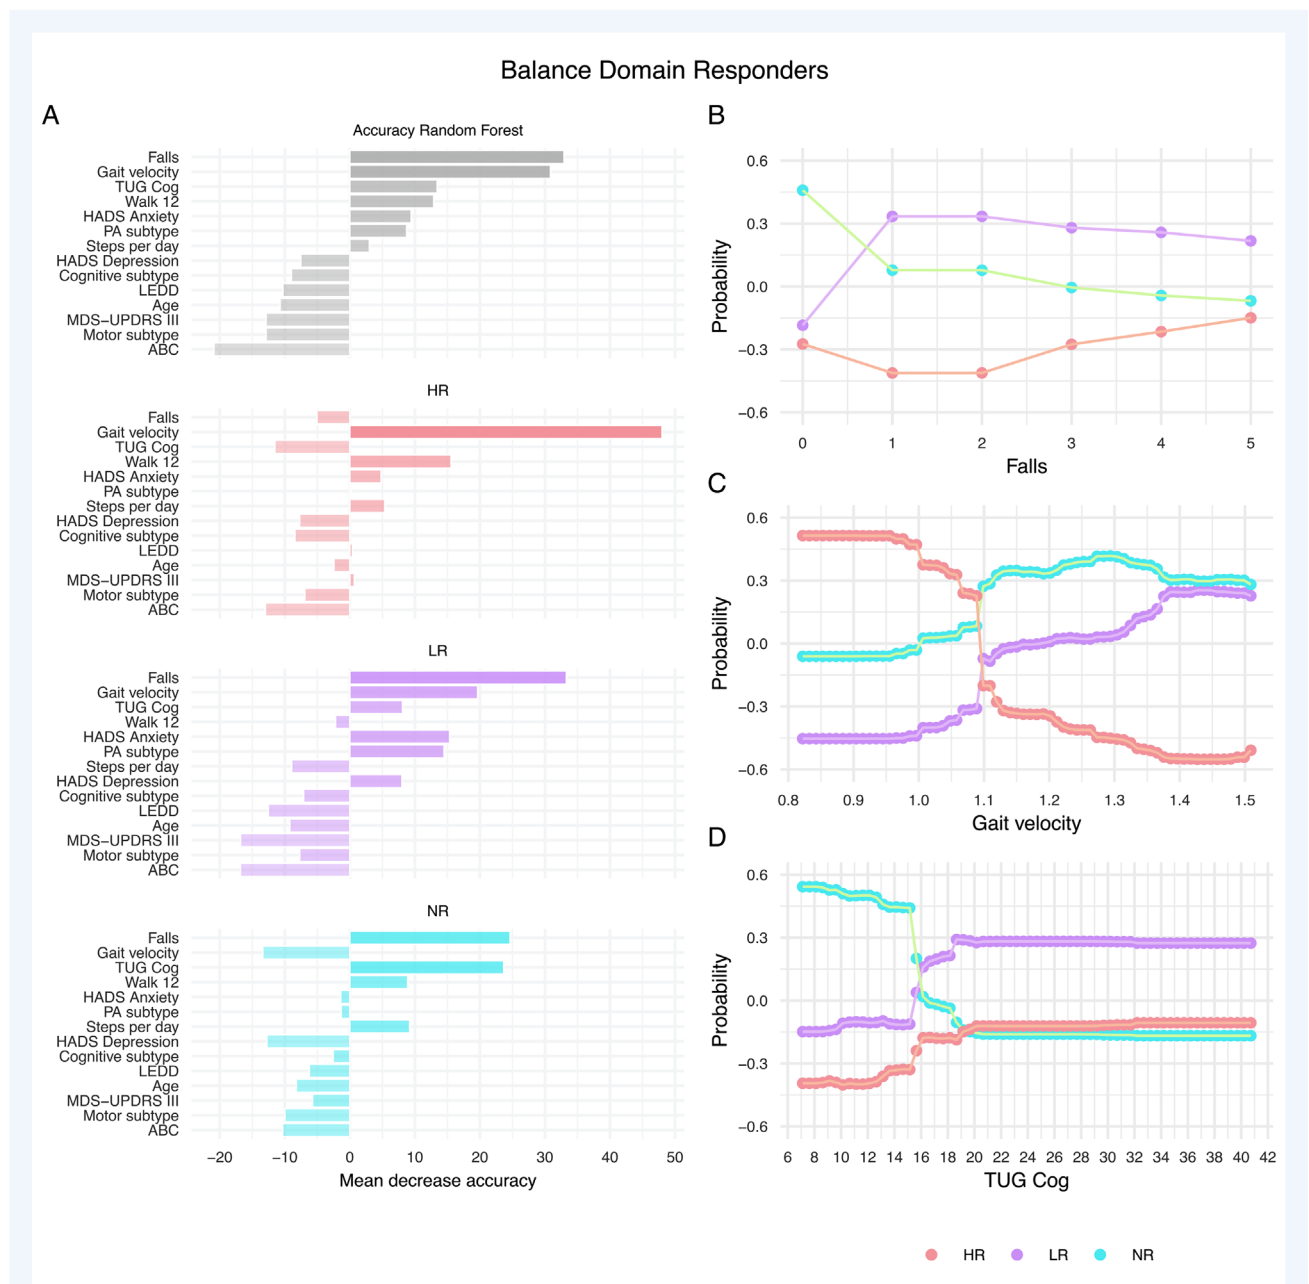 Balance Domain Responders
A
Accuracy Random Forest
Falls
Gait velocity
TUG Cog
Walk 12
HADS Anxiety
PA subtype
Steps per day
HADS Depression
Cognitive subtype
LEDD
Age
MDS−UPDRS III
Motor subtype
ABC
HR
Falls
Gait velocity
TUG Cog
Walk 12
HADS Anxiety
PA subtype
Steps per day
HADS Depression
Cognitive subtype
LEDD
Age
MDS−UPDRS III
Motor subtype
ABC
LR
Falls
Gait velocity
TUG Cog
Walk 12
HADS Anxiety
PA subtype
Steps per day
HADS Depression
Cognitive subtype
LEDD
Age
MDS−UPDRS III
Motor subtype
ABC
NR
Falls
Gait velocity
TUG Cog
Walk 12
HADS Anxiety
PA subtype
Steps per day
HADS Depression
Cognitive subtype
LEDD
Age
MDS−UPDRS III
Motor subtype
ABC
−20 −10 0 10 20 30 40 50
Mean decrease accuracy
B
Probability
0.6
0.3
0.0
−0.3
−0.6
0 1 2 3 4 5
Falls
C
Probability
0.6
0.3
0.0
−0.3
−0.6
0.8 0.9 1.0 1.1 1.2 1.3 1.4 1.5
Gait velocity
D
Probability
0.6
0.3
0.0
−0.3
−0.6
6 8 10 12 14 16 18 20 22 24 26 28 30 32 34 36 38 40 42
TUG Cog
HR LR NR